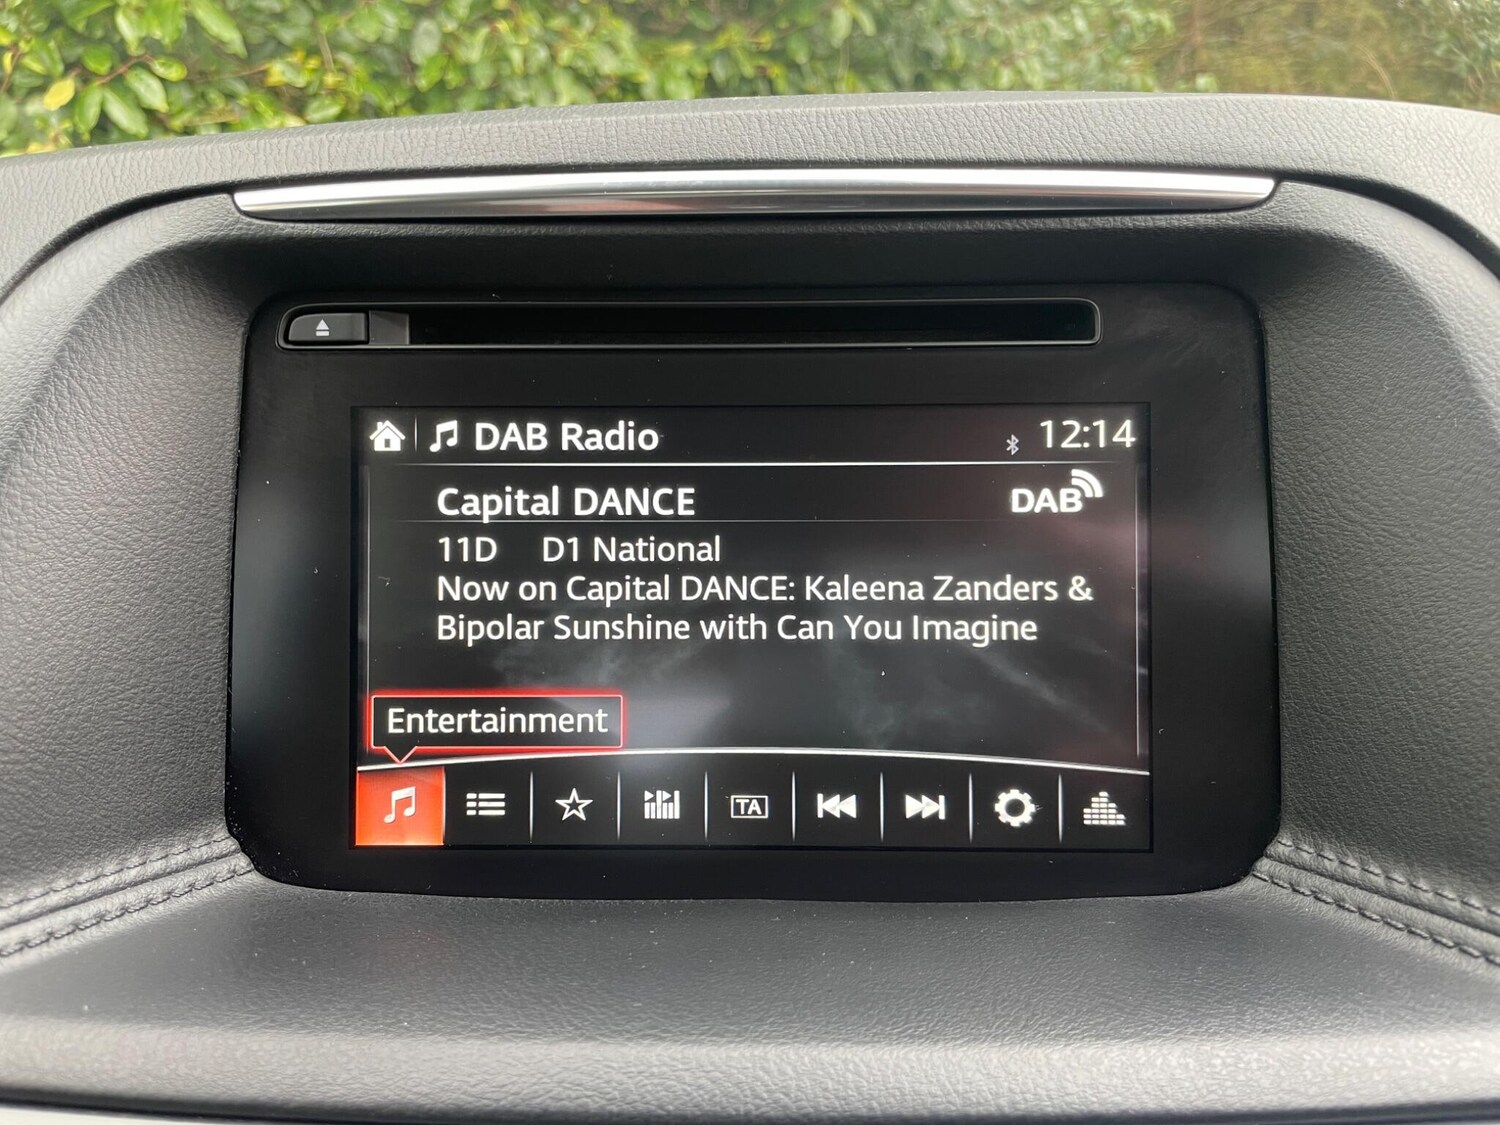 DAB Radio 12:14
Capital DANCE DAB
11D D1 National
Now on Capital DANCE: Kaleena Zanders &
Bipolar Sunshine with Can You Imagine
Entertainment
TA